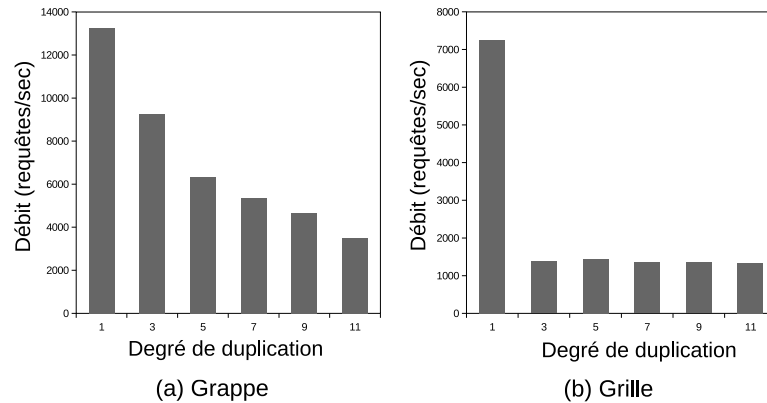 14000
12000
10000
8000
6000
4000
2000
0
Débit (requêtes/sec)
1 3 5 7 9 11
Degré de duplication
(a) Grappe
8000
7000
6000
5000
4000
3000
2000
1000
0
Débit (requêtes/sec)
1 3 5 7 9 11
Degré de duplication
(b) Grille